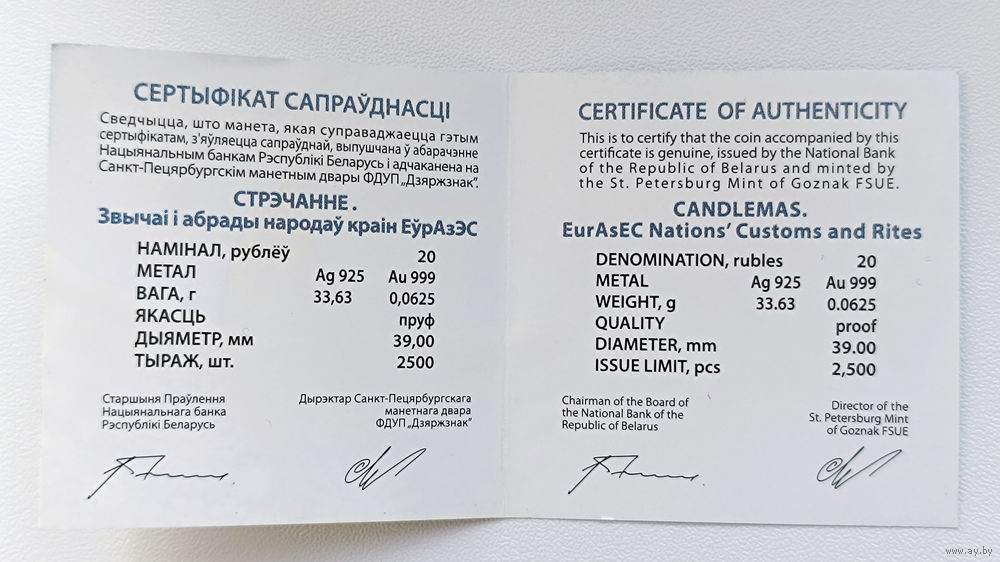 СЕРТЫФІКАТ САПРАЎДНАСЦІ
Сведчыцца, што манета, якая суправаджаецца гэтым
сертыфікатам, з'яўляецца сапраўднай, выпушчана ў абарачэнне
Нацыянальным банкам Рэспублікі Беларусь і адчаканена на
Санкт-Пецярбургскім манетным двары ФДУП „Дзяржзнак".
СТРЭЧАННЕ.
Звычаі і абрады народаў краін ЕўрАзЭС
НАМІНАЛ, рублёў 20
МЕТАЛ Ag 925 Au 999
ВАГА, г 33,63 0,0625
ЯКАСЦЬ пруф
ДЫЯМЕТР, мм 39,00
ТЫРАЖ, шт. 2500
Старшыня Праўлення
Нацыянальнага банка
Рэспублікі Беларусь
Дырэктар Санкт-Пецярбургскага
манетнага двара
ФДУП „Дзяржзнак"
CERTIFICATE OF AUTHENTICITY
This is to certify that the coin accompanied by this
certificate is genuine, issued by the National Bank
of the Republic of Belarus and minted by
the St. Petersburg Mint of Goznak FSUE.
CANDLEMAS.
EurAsEC Nations' Customs and Rites
DENOMINATION, rubles 20
METAL Ag 925 Au 999
WEIGHT, g 33.63 0.0625
QUALITY proof
DIAMETER, mm 39.00
ISSUE LIMIT, pcs 2,500
Chairman of the Board of
the National Bank of the
Republic of Belarus
Director of the
St. Petersburg Mint
of Goznak FSUE
www.ay.by